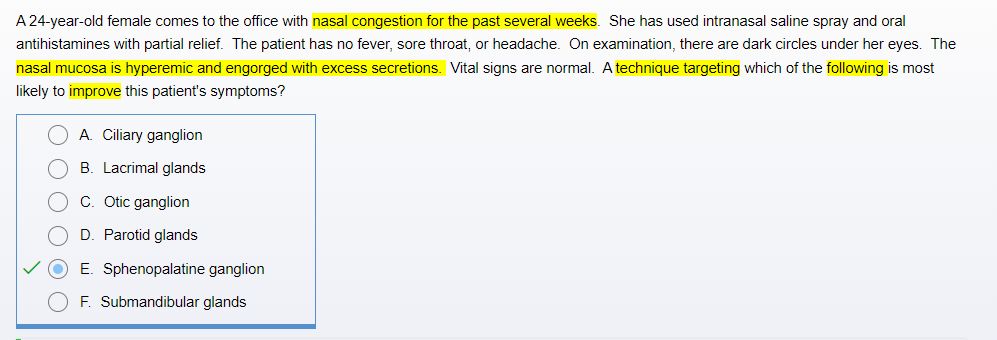 A 24-year-old female comes to the office with nasal congestion for the past several weeks.  She has used intranasal saline spray and oral
antihistamines with partial relief.  The patient has no fever, sore throat, or headache.  On examination, there are dark circles under her eyes.  The
nasal mucosa is hyperemic and engorged with excess secretions.  Vital signs are normal.  A technique targeting which of the following is most
likely to improve this patient's symptoms?
A. Ciliary ganglion
B. Lacrimal glands
C. Otic ganglion
D. Parotid glands
E. Sphenopalatine ganglion
F. Submandibular glands